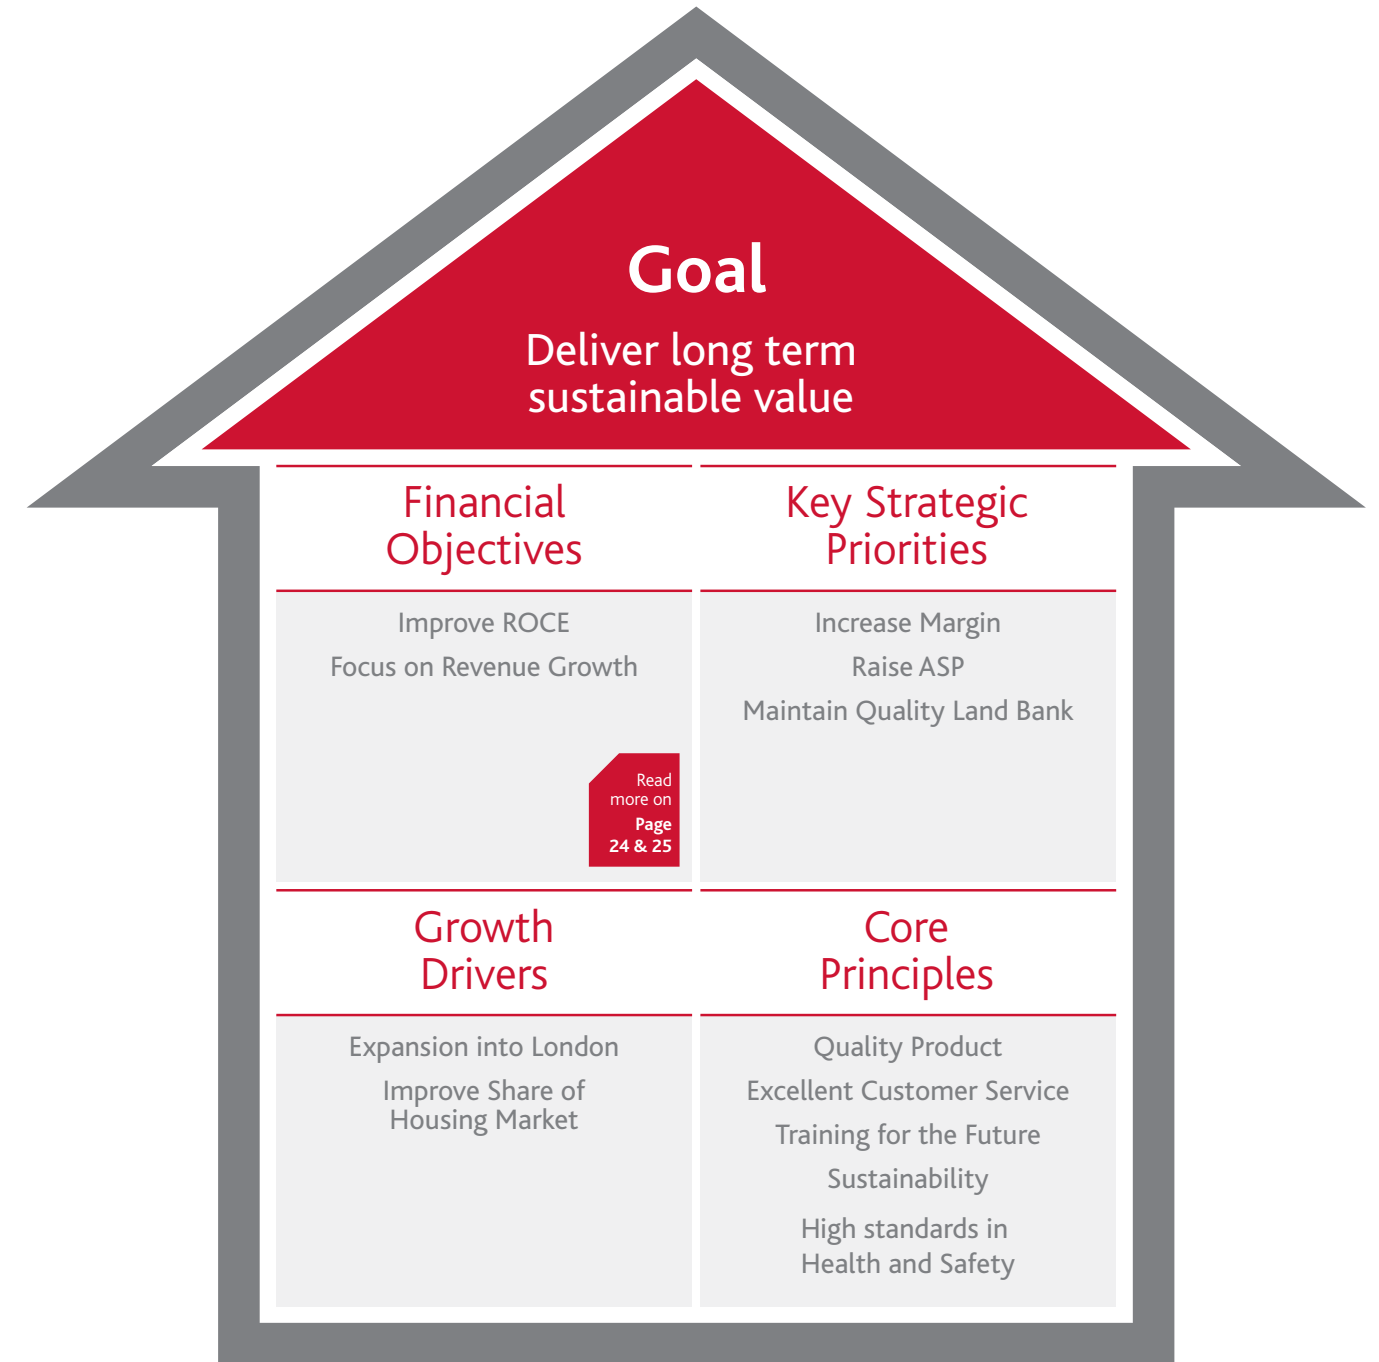 Goal
Deliver long term
sustainable value
Financial
Objectives
Improve ROCE
Focus on Revenue Growth
Read
more on
Page
24 & 25
Key Strategic
Priorities
Increase Margin
Raise ASP
Maintain Quality Land Bank
Growth
Drivers
Expansion into London
Improve Share of
Housing Market
Core
Principles
Quality Product
Excellent Customer Service
Training for the Future
Sustainability
High standards in
Health and Safety